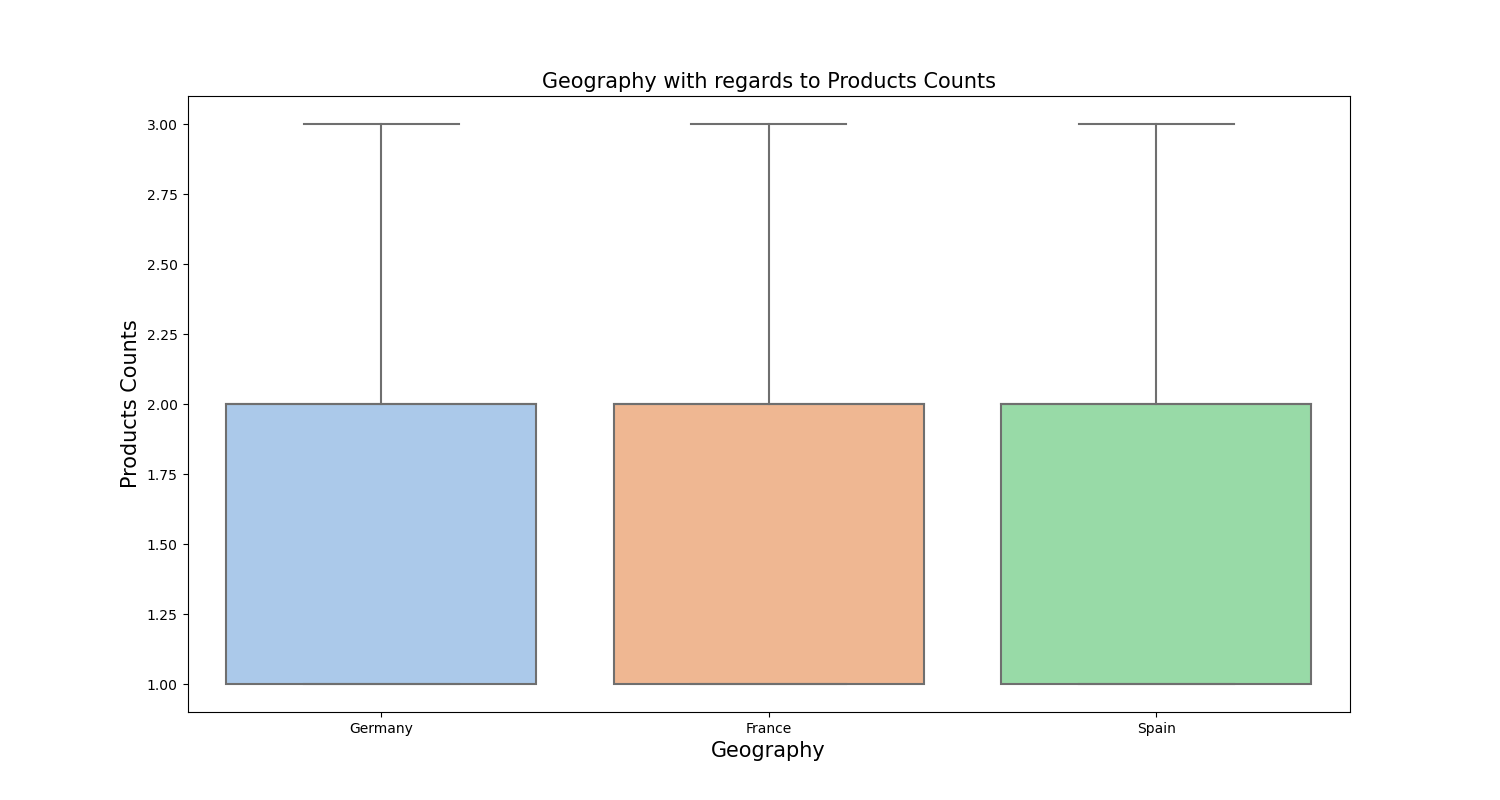 Geography with regards to Products Counts
3.00
2.75
2.50
2.25
2.00
1.75
1.50
1.25
1.00
Products Counts
Germany
France
Spain
Geography